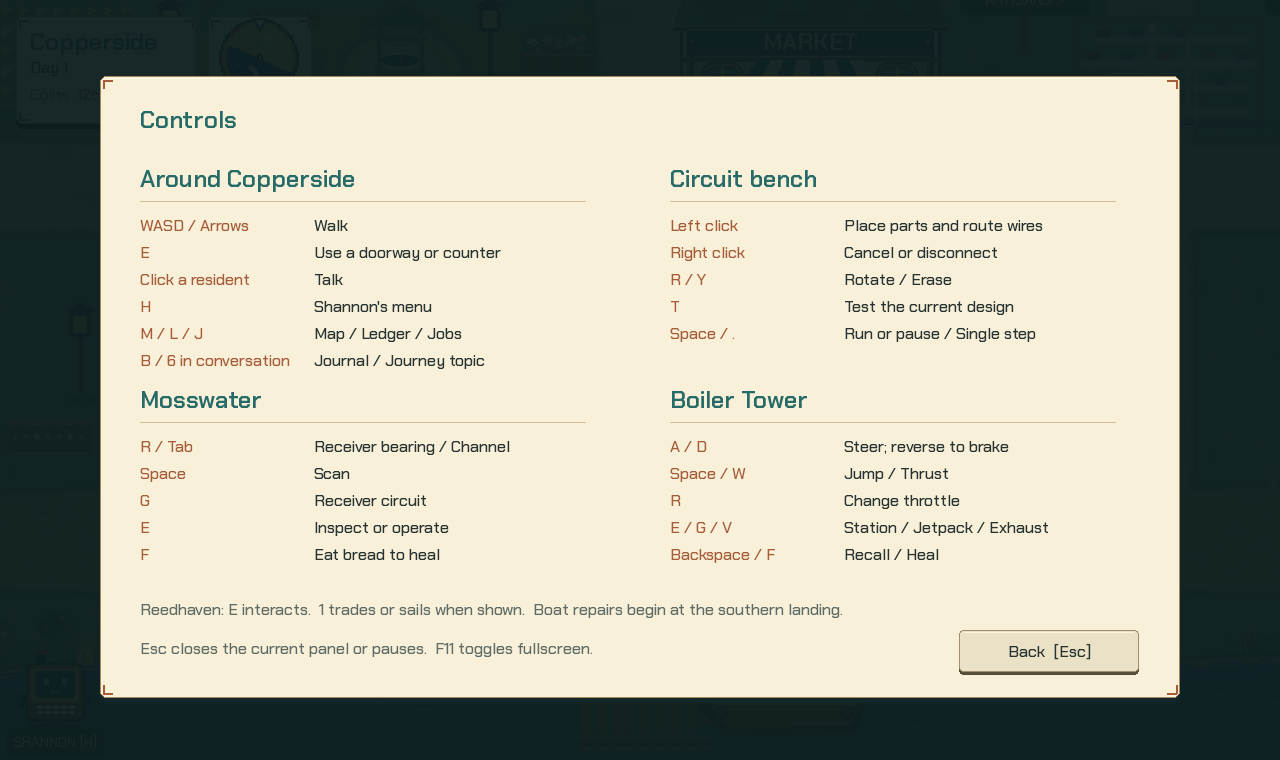 Copperside
Day 1
MARKET
Controls
Around Copperside
WASD / Arrows Walk
E Use a doorway or counter
Click a resident Talk
H Shannon's menu
M / L / J Map / Ledger / Jobs
B / 6 in conversation Journal / Journey topic
Circuit bench
Left click Place parts and route wires
Right click Cancel or disconnect
R / Y Rotate / Erase
T Test the current design
Space / . Run or pause / Single step
Mosswater
R / Tab Receiver bearing / Channel
Space Scan
G Receiver circuit
E Inspect or operate
F Eat bread to heal
Boiler Tower
A / D Steer; reverse to brake
Space / W Jump / Thrust
R Change throttle
E / G / V Station / Jetpack / Exhaust
Backspace / F Recall / Heal
Reedhaven: E interacts. 1 trades or sails when shown. Boat repairs begin at the southern landing.
Esc closes the current panel or pauses. F11 toggles fullscreen.
Back [Esc]
SHANNON [H]